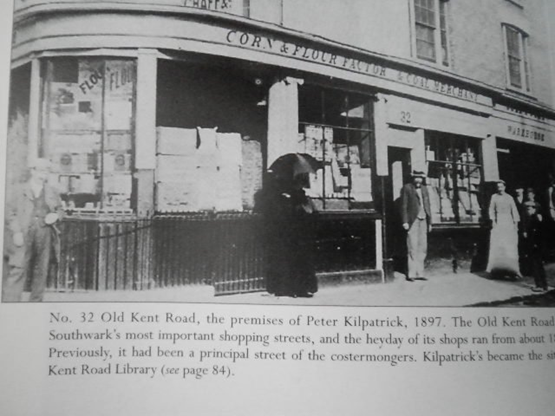 CORN & FLOUR FACTOR & COAL MERCHANT
FLOUR
32
No. 32 Old Kent Road, the premises of Peter Kilpatrick, 1897. The Old Kent Road
Southwark's most important shopping streets, and the heyday of its shops ran from about
Previously, it had been a principal street of the costermongers. Kilpatrick's became the
Kent Road Library (see page 84).